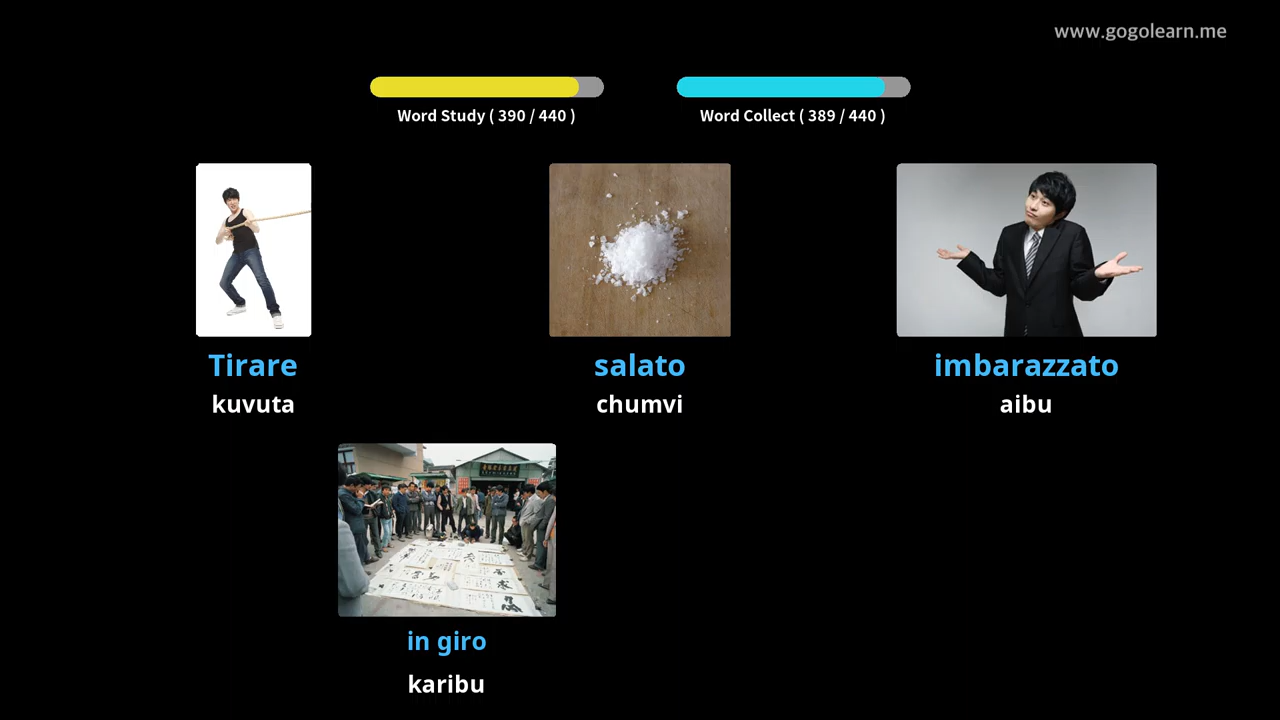 www.gogolearn.me
Word Study ( 390 / 440 )
Word Collect ( 389 / 440 )
Tirare
kuvuta
salato
chumvi
imbarazzato
aibu
in giro
karibu